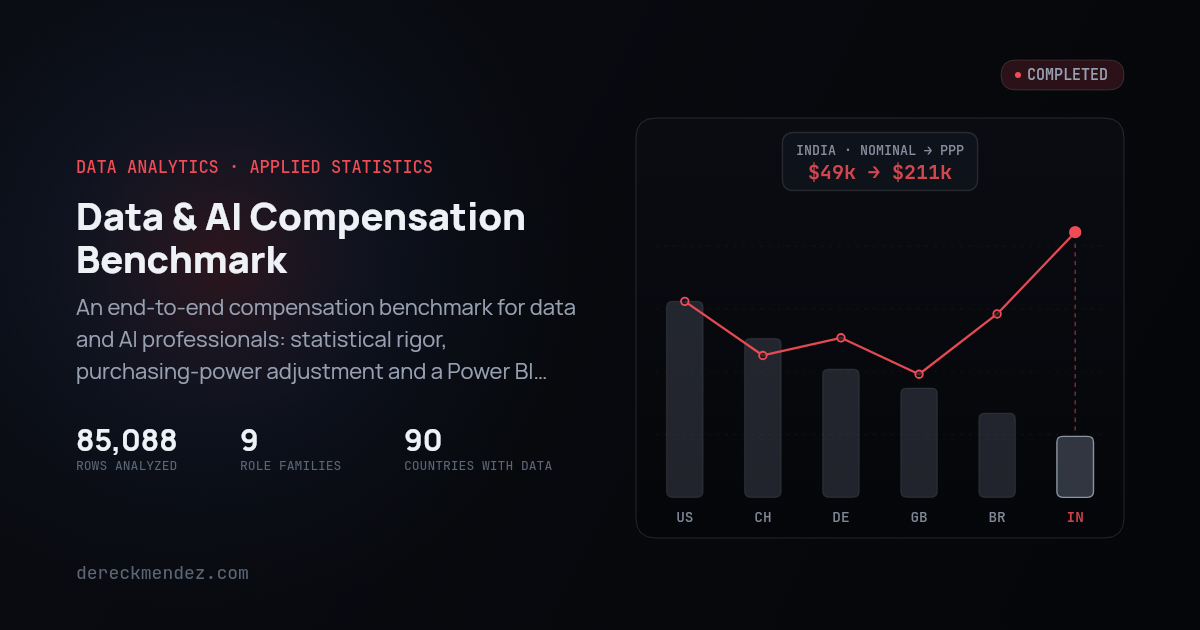 COMPLETED
DATA ANALYTICS · APPLIED STATISTICS
Data & AI Compensation
Benchmark
An end-to-end compensation benchmark for data
and AI professionals: statistical rigor,
purchasing-power adjustment and a Power BI…
85,088
ROWS ANALYZED
9
ROLE FAMILIES
90
COUNTRIES WITH DATA
dereckmendez.com
INDIA · NOMINAL → PPP
$49k → $211k
US CH DE GB BR IN